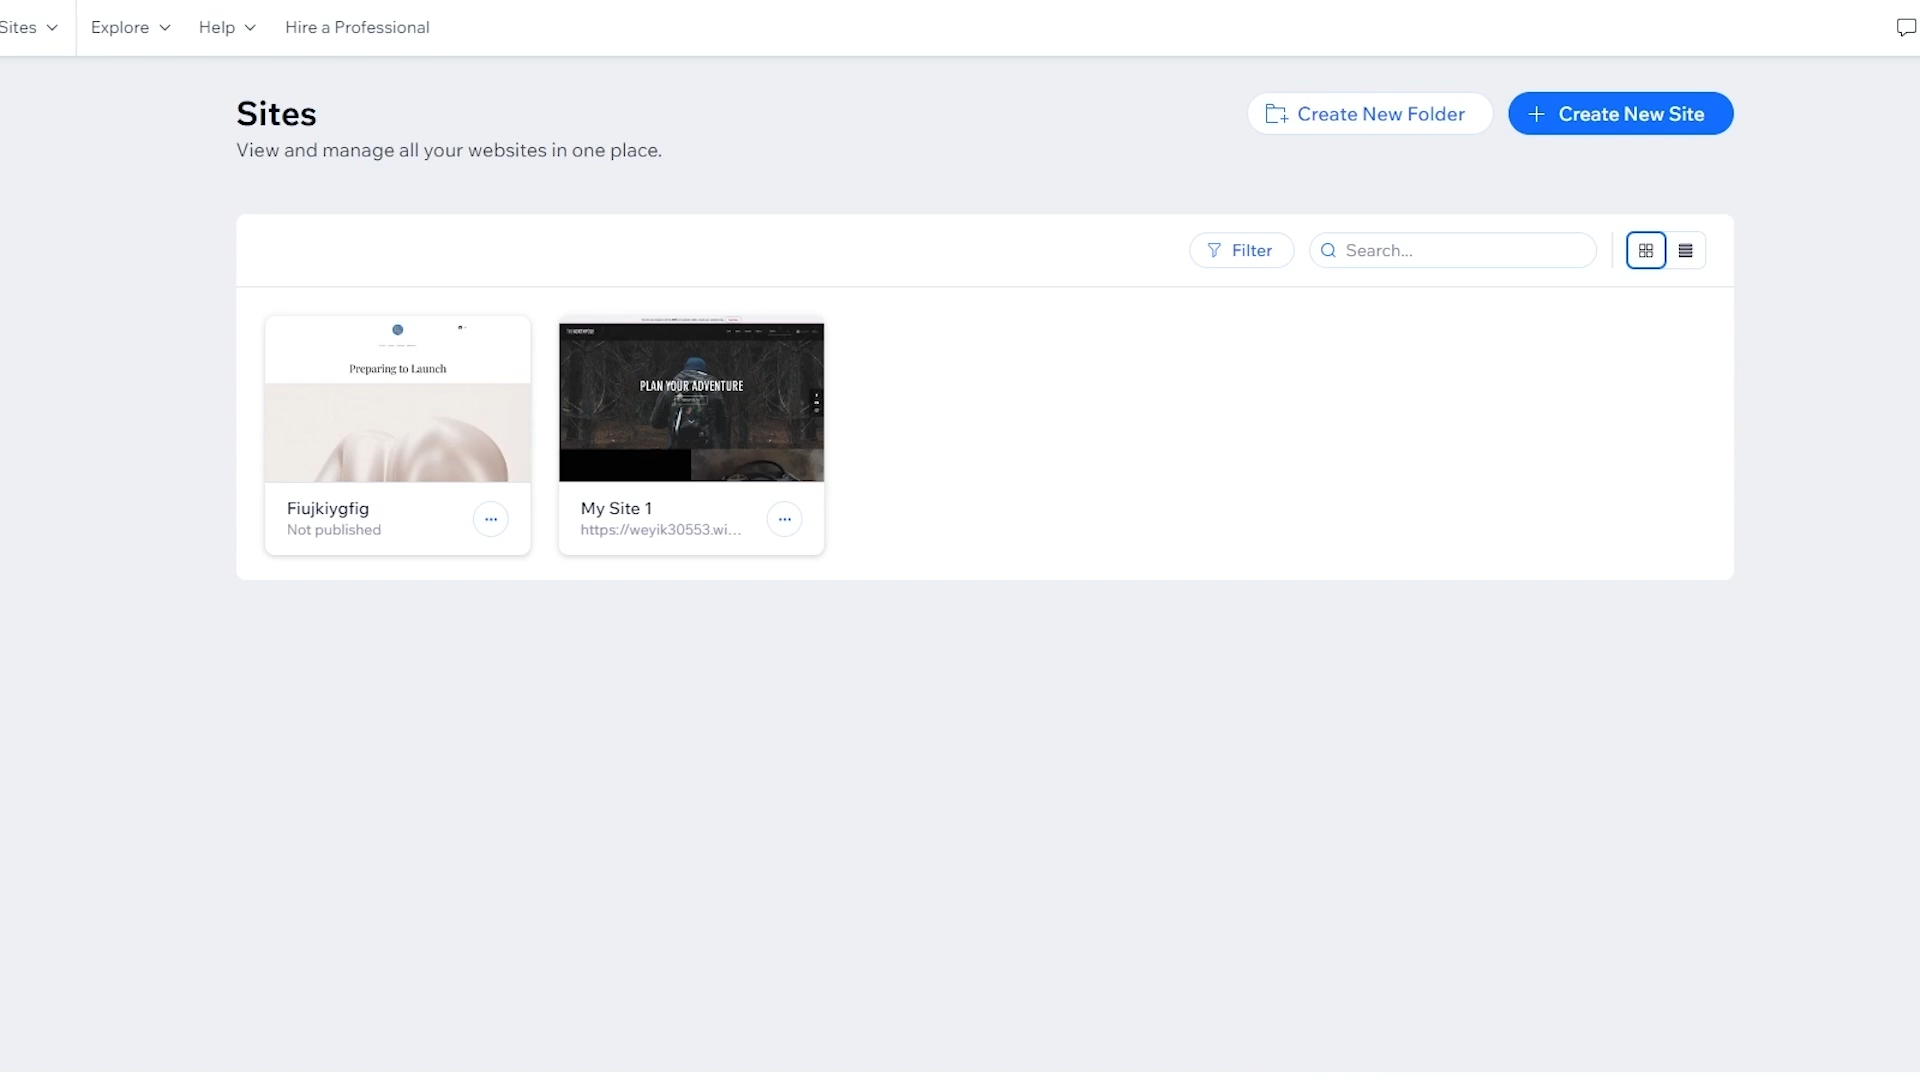 Sites Explore Help Hire a Professional
Sites
Create New Folder
Create New Site
View and manage all your websites in one place.
Filter
Search...
Preparing to Launch
PLAN YOUR ADVENTURE
Fiujkiygfig
Not published
My Site 1
https://weyik30553.wi...